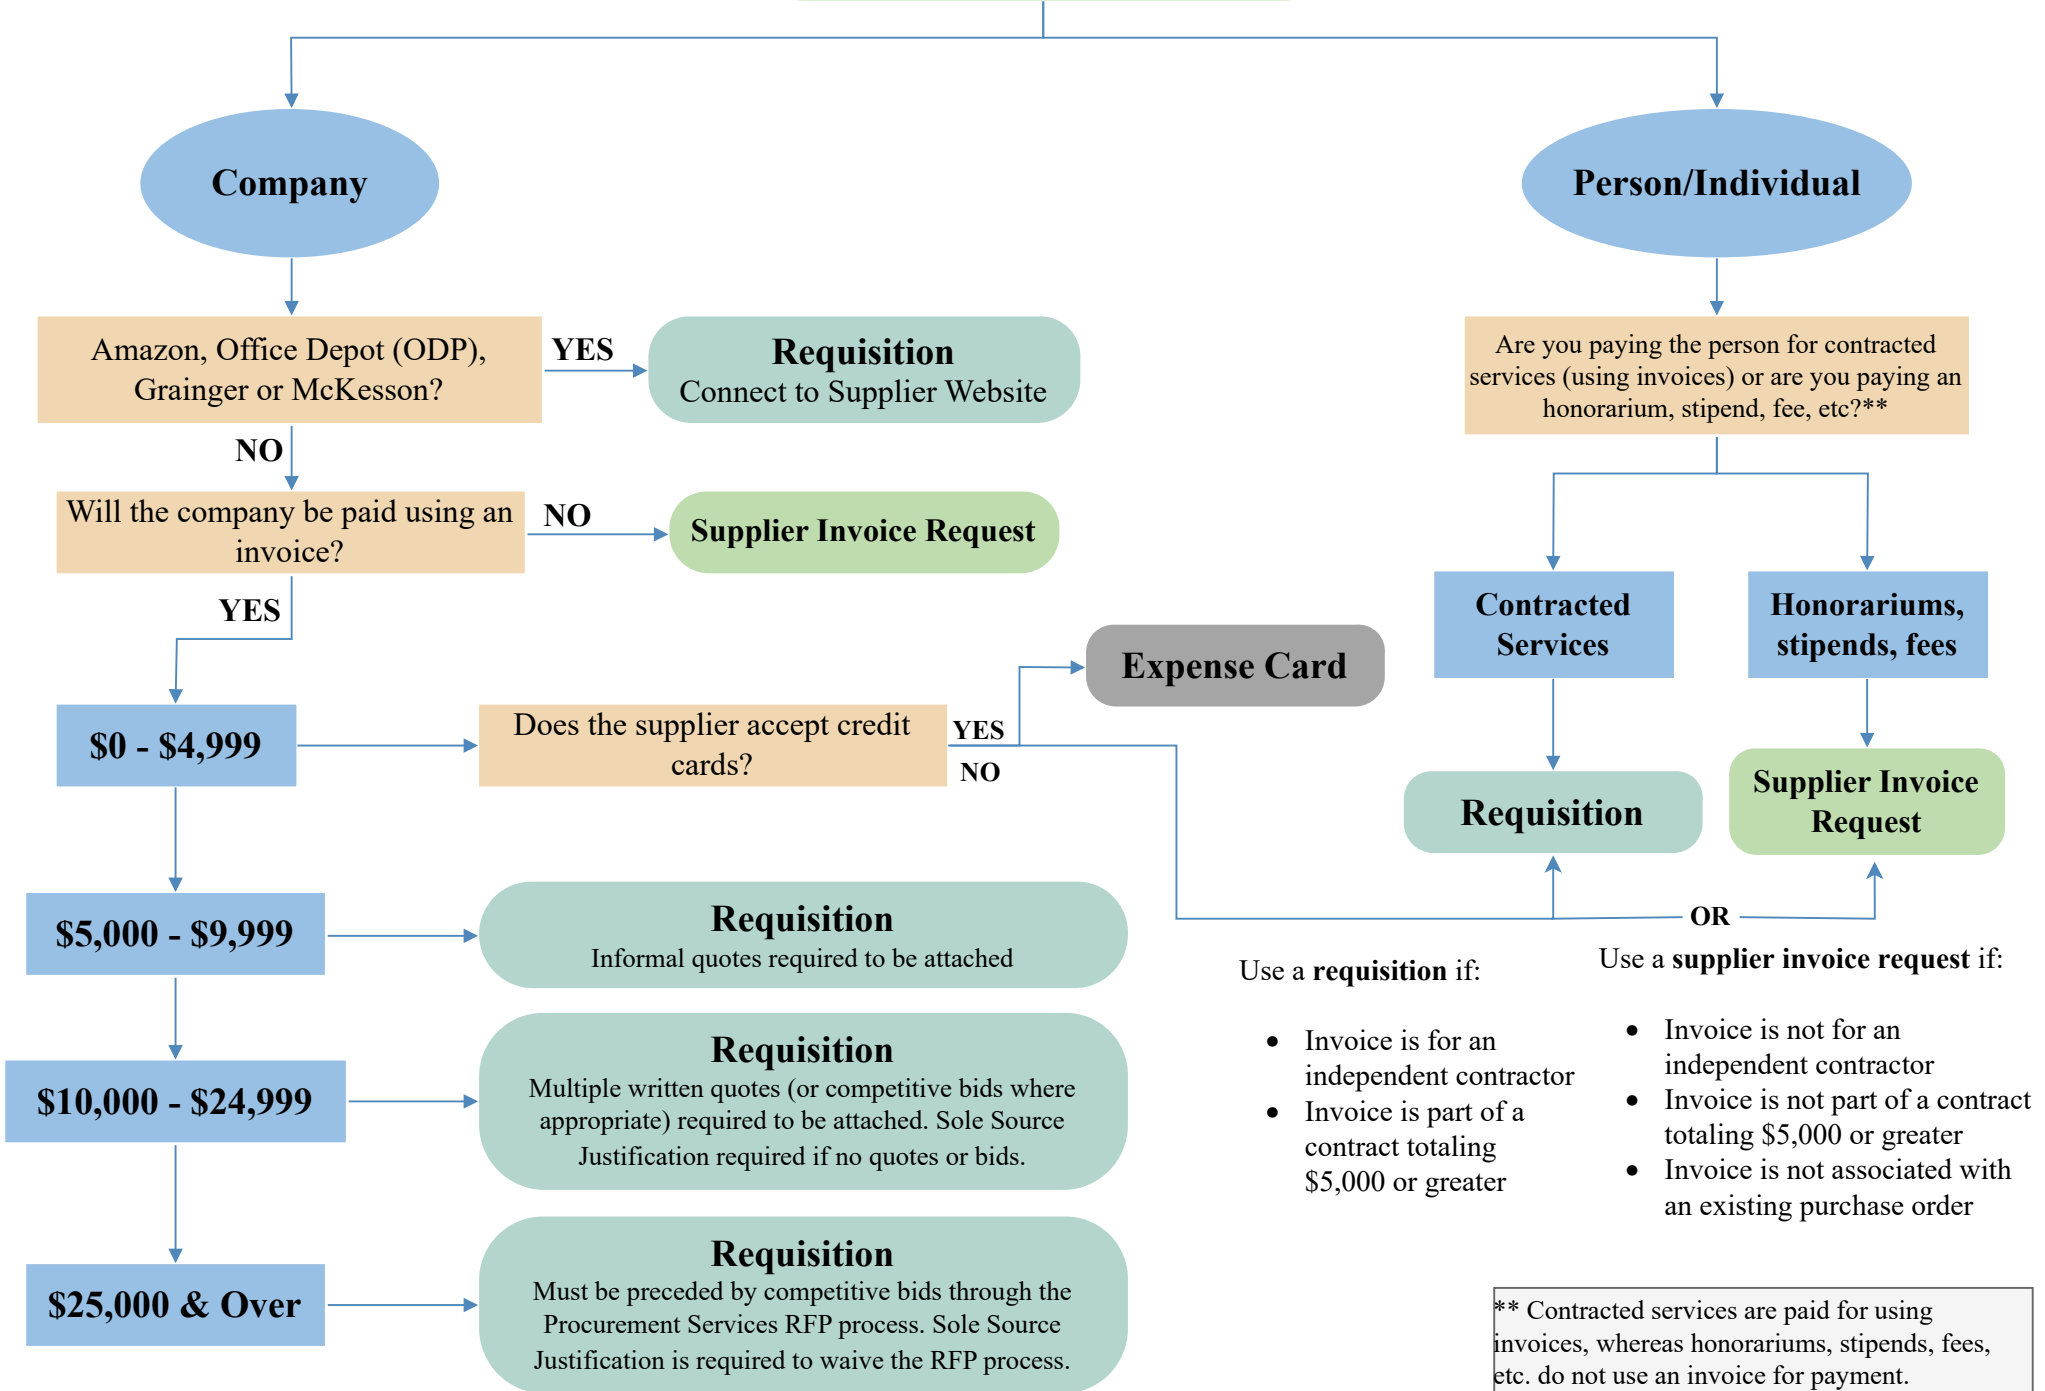 Company
Person/Individual
Amazon, Office Depot (ODP),
Grainger or McKesson?
YES
Requisition
Connect to Supplier Website
Are you paying the person for contracted
services (using invoices) or are you paying an
honorarium, stipend, fee, etc?**
NO
Will the company be paid using an
invoice?
NO
Supplier Invoice Request
YES
Contracted
Services
Honorariums,
stipends, fees
Expense Card
$0 - $4,999
Does the supplier accept credit
cards?
YES
NO
Requisition
Supplier Invoice
Request
$5,000 - $9,999
Requisition
Informal quotes required to be attached
OR
Use a requisition if:
• Invoice is for an
independent contractor
• Invoice is part of a
contract totaling
$5,000 or greater
Use a supplier invoice request if:
• Invoice is not for an
independent contractor
• Invoice is not part of a contract
totaling $5,000 or greater
• Invoice is not associated with
an existing purchase order
$10,000 - $24,999
Requisition
Multiple written quotes (or competitive bids where
appropriate) required to be attached. Sole Source
Justification required if no quotes or bids.
$25,000 & Over
Requisition
Must be preceded by competitive bids through the
Procurement Services RFP process. Sole Source
Justification is required to waive the RFP process.
** Contracted services are paid for using
invoices, whereas honorariums, stipends, fees,
etc. do not use an invoice for payment.